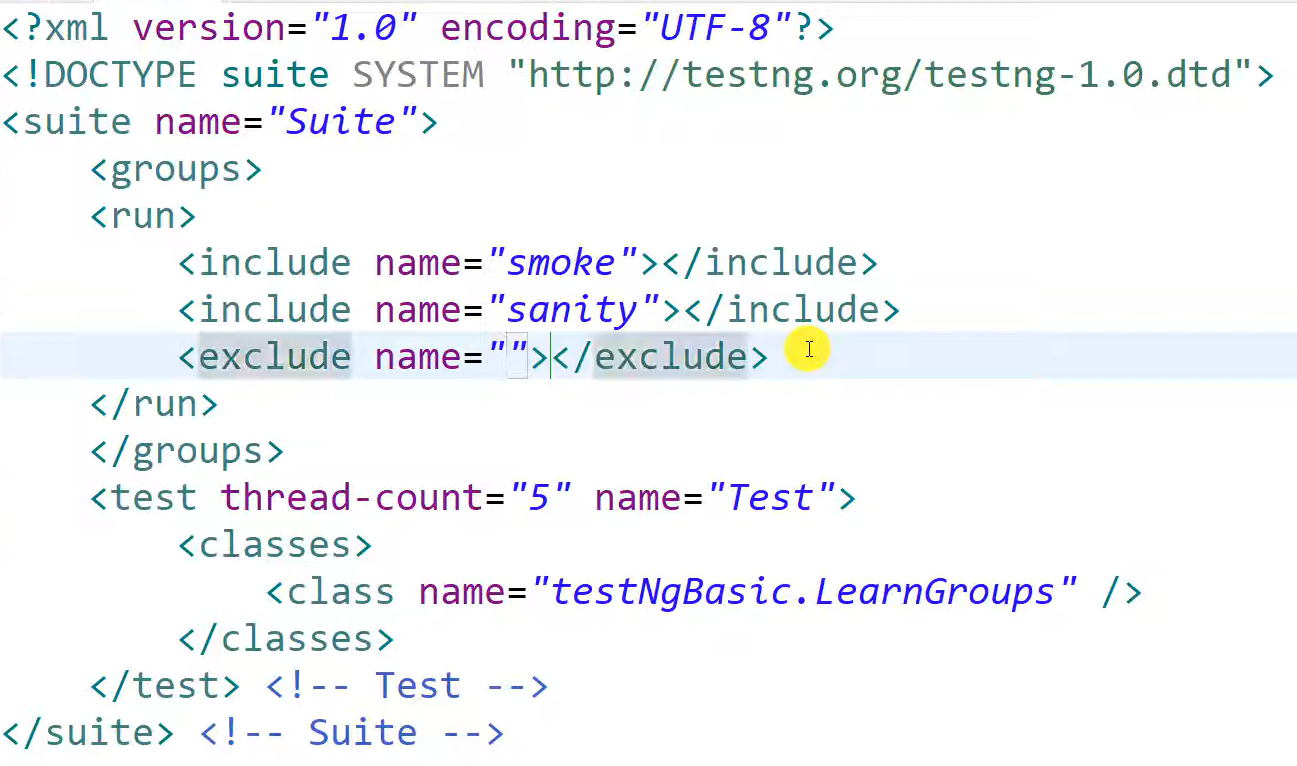 <?xml version="1.0" encoding="UTF-8"?>
<!DOCTYPE suite SYSTEM "http://testng.org/testng-1.0.dtd">
<suite name="Suite">
    <groups>
    <run>
        <include name="smoke"></include>
        <include name="sanity"></include>
        <exclude name=""></exclude>
    </run>
    </groups>
    <test thread-count="5" name="Test">
        <classes>
            <class name="testNgBasic.LearnGroups" />
        </classes>
    </test> <!-- Test -->
</suite> <!-- Suite -->